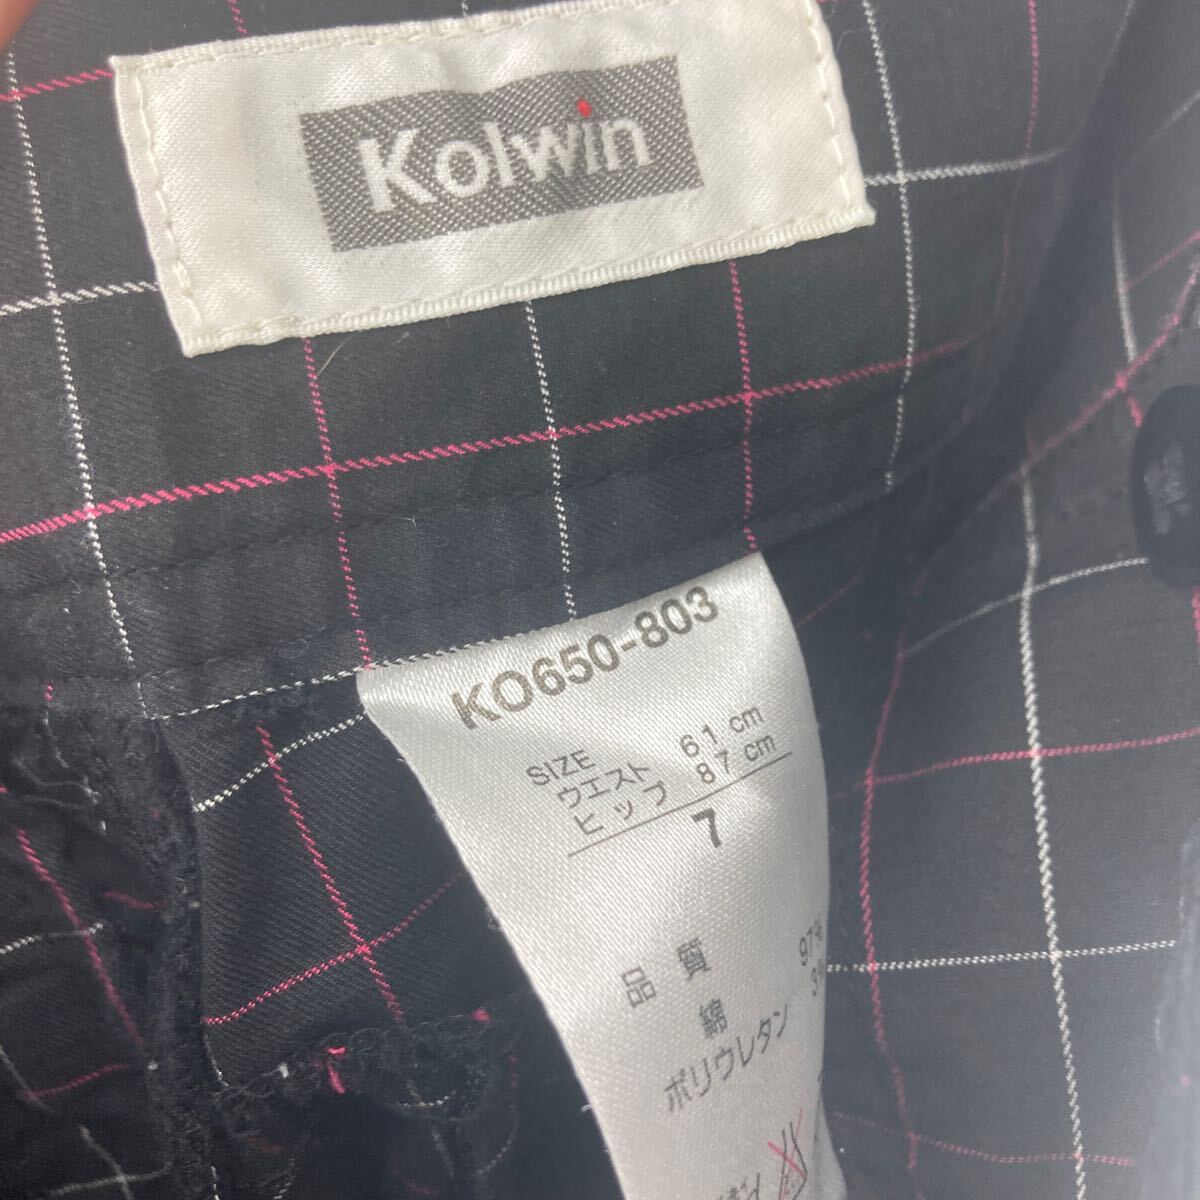 Kolwin
KO650-803
SIZE
ウエスト 61 cm
ヒップ 87 cm
7
品 質
綿 97%
ポリウレタン